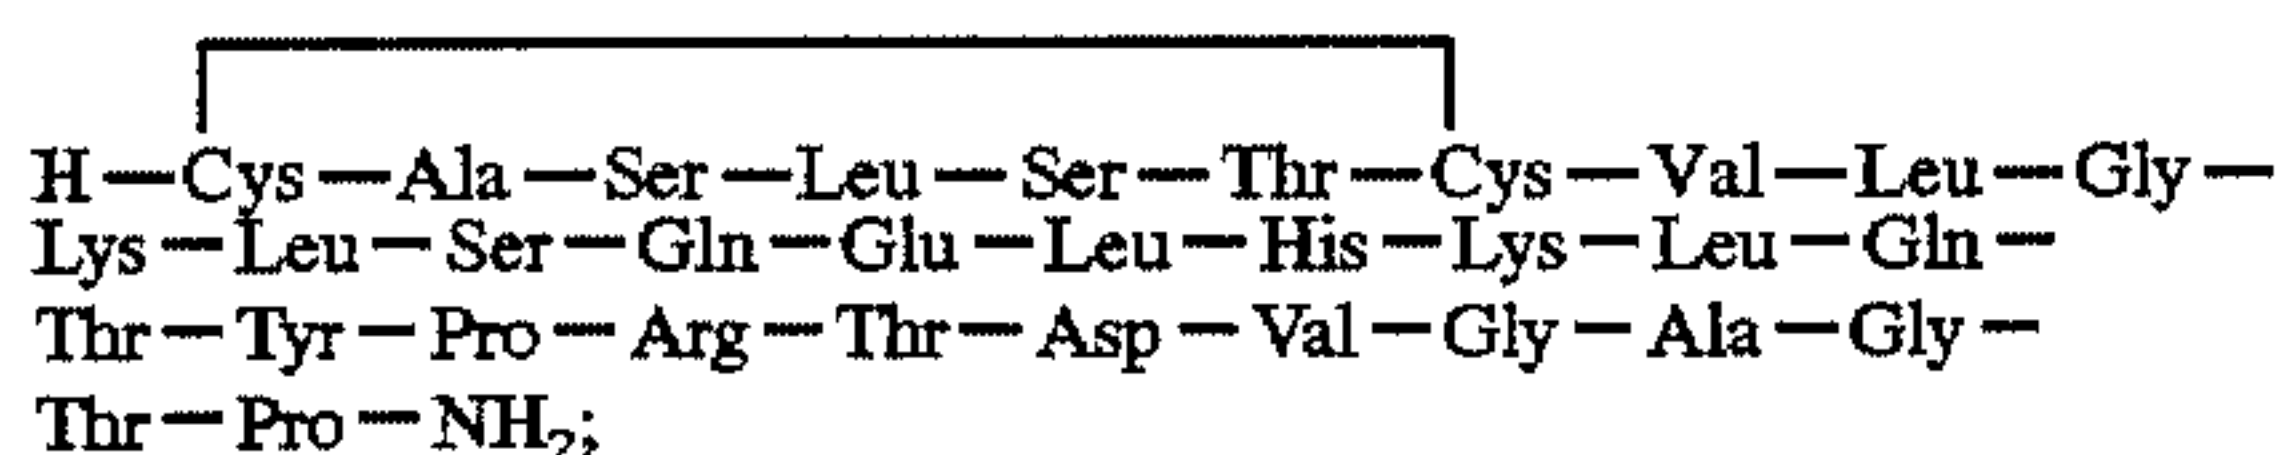 H—Cys—Ala—Ser—Leu—Ser—Thr—Cys—Val—Leu—Gly—
Lys—Leu—Ser—Gln—Glu—Leu—His—Lys—Leu—Gln—
Thr—Tyr—Pro—Arg—Thr—Asp—Val—Gly—Ala—Gly—
Thr—Pro—NH₂;